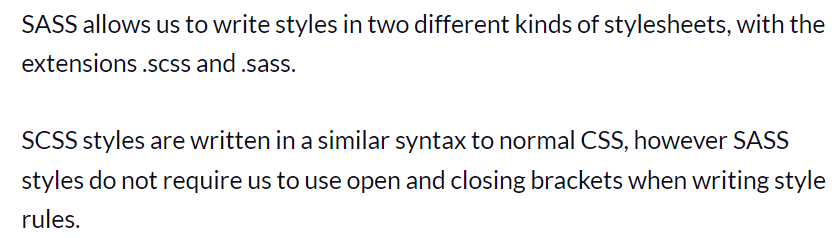 SASS allows us to write styles in two different kinds of stylesheets, with the
extensions .scss and .sass.
SCSS styles are written in a similar syntax to normal CSS, however SASS
styles do not require us to use open and closing brackets when writing style
rules.